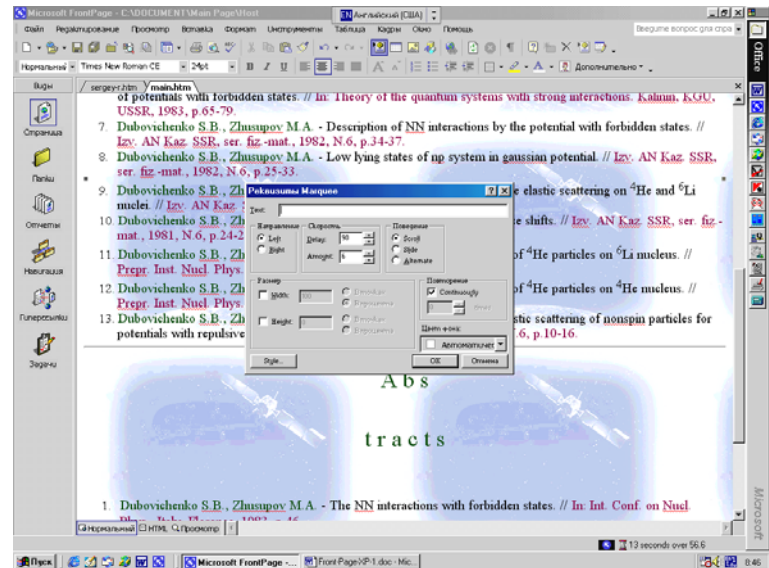 Microsoft FrontPage - C:\DOCUMENT\Main Page\Host
EN Английский (США)
Файл Редактирование Просмотр Вставка Формат Инструменты Таблица Кадры Окно Помощь
Введите вопрос для спра
Нормальный Times New Roman CE 24pt Дополнительно
Виды
sergey-r.htm main.htm
of potentials with forbidden states. // In: Theory of the quantum systems with strong interactions. Kalinin, KGU,
USSR, 1983, p.65-79.
7. Dubovichenko S.B., Zhusupov M.A. - Description of NN interactions by the potential with forbidden states. //
Izv. AN Kaz. SSR, ser. fiz.-mat., 1982, N.6, p.34-37.
8. Dubovichenko S.B., Zhusupov M.A. - Low lying states of np system in gaussian potential. // Izv. AN Kaz. SSR,
ser. fiz.-mat., 1982, N.6, p.25-33.
9. Dubovichenko S.B., Zh
e elastic scattering on ⁴He and ⁶Li
nuclei. // Izv. AN Kaz.
10. Dubovichenko S.B., Zh
e shifts. // Izv. AN Kaz. SSR, ser. fiz.-
mat., 1981, N.6, p.24-2
11. Dubovichenko S.B., Zh
of ⁴He particles on ⁶Li nucleus. //
Prepr. Inst. Nucl. Phys.
12. Dubovichenko S.B., Zh
of ⁴He particles on ⁴He nucleus. //
Prepr. Inst. Nucl. Phys.
13. Dubovichenko S.B., Zh
stic scattering of nonspin particles for
potentials with repulsive
.6, p.10-16.
Реквизиты Marquee
Text:
Направление
Left
Right
Скорость
Delay: 90
Amount: 6
Поведение
Scroll
Slide
Alternate
Размер
Width: 100
Height: 0
Повторение
Continuously
Цвет фона:
Автоматичес
Style...
OK
Отмена
Страница
Папки
Отчеты
Навигация
Гиперссылки
Задачи
Abs
tracts
1. Dubovichenko S.B., Zhusupov M.A. - The NN interactions with forbidden states. // In: Int. Conf. on Nucl.
Нормальный HTML Просмотр
13 seconds over 56.6
Office
Microsoft
Пуск
Microsoft FrontPage - ...
Front-Page-XP-1.doc - Mic...
8:46